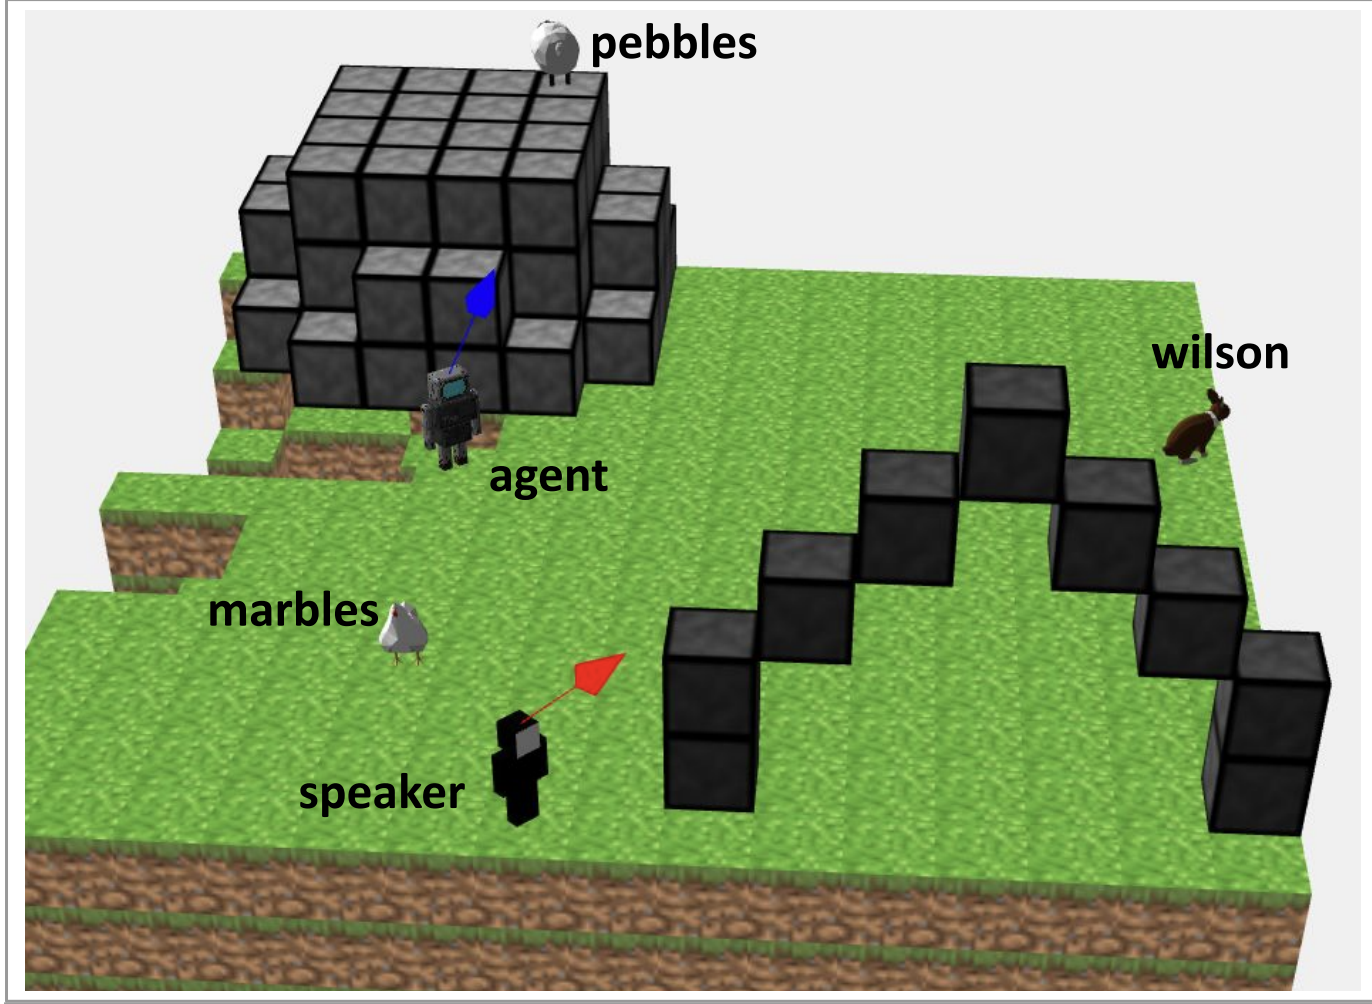 pebbles
wilson
agent
marbles
speaker